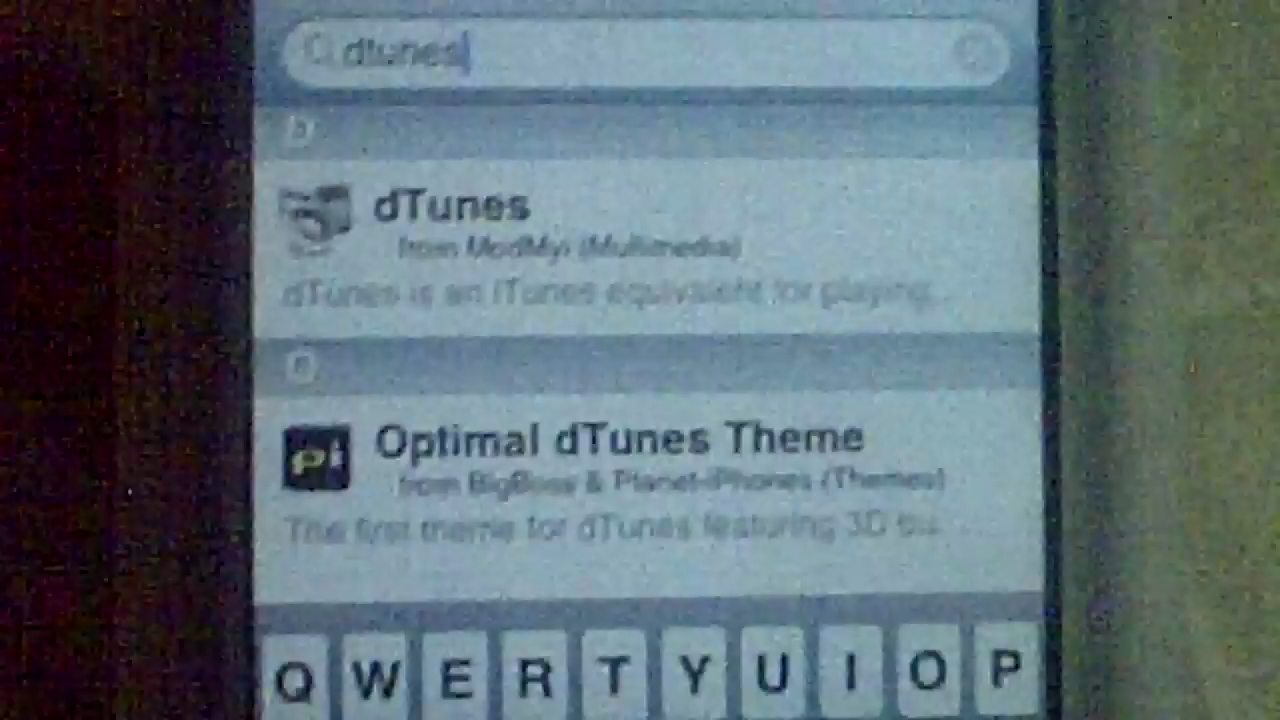 dtunes
D
dTunes
from ModMyi (Multimedia)
dTunes is an iTunes equivalent for playing...
O
pi Optimal dTunes Theme
from BigBoss & Planet-iPhones (Themes)
The first theme for dTunes featuring 3D bu...
Q W E R T Y U I O P